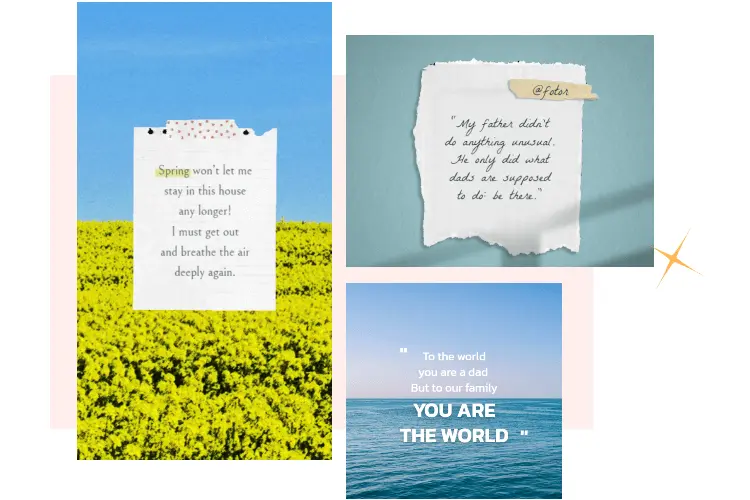 Spring won't let me
stay in this house
any longer!
I must get out
and breathe the air
deeply again.
@fotor
"My father didn't
do anything unusual.
He only did what
dads are supposed
to do: be there."
" To the world
you are a dad
But to our family
YOU ARE
THE WORLD "